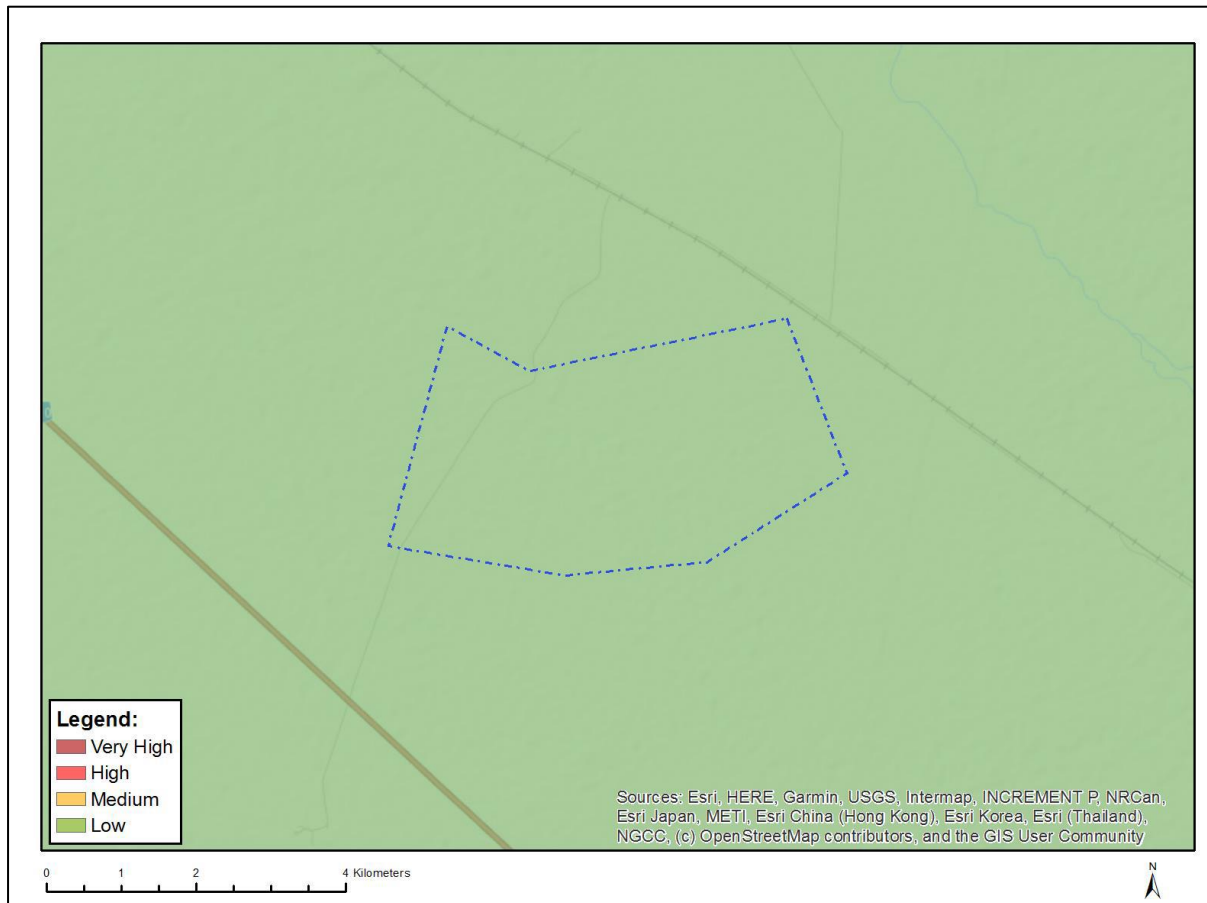 Legend:
Very High
High
Medium
Low
Sources: Esri, HERE, Garmin, USGS, Intermap, INCREMENT P, NRCan,
Esri Japan, METI, Esri China (Hong Kong), Esri Korea, Esri (Thailand),
NGCC, (c) OpenStreetMap contributors, and the GIS User Community
0 1 2 4 Kilometers
N